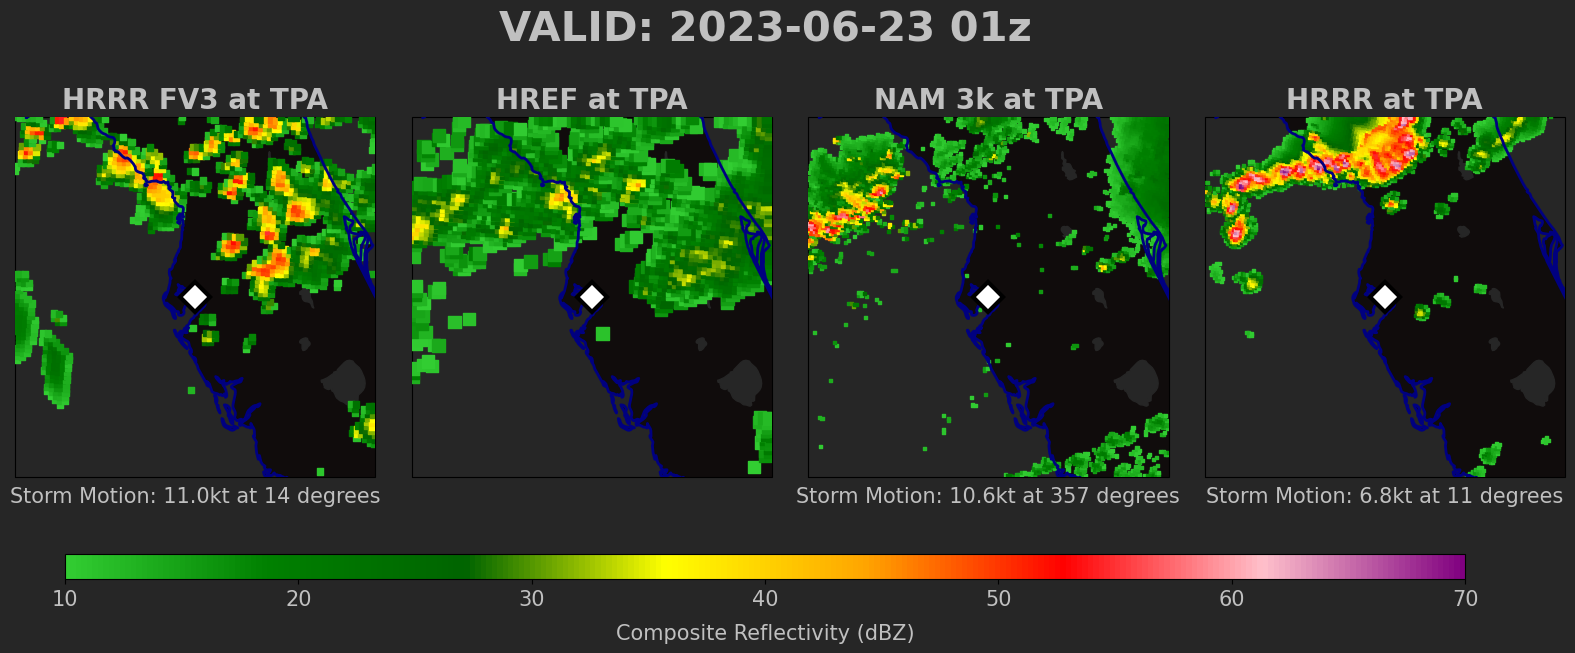 VALID: 2023-06-23 01z
HRRR FV3 at TPA
HREF at TPA
NAM 3k at TPA
HRRR at TPA
Storm Motion: 11.0kt at 14 degrees
Storm Motion: 10.6kt at 357 degrees
Storm Motion: 6.8kt at 11 degrees
10 20 30 40 50 60 70
Composite Reflectivity (dBZ)